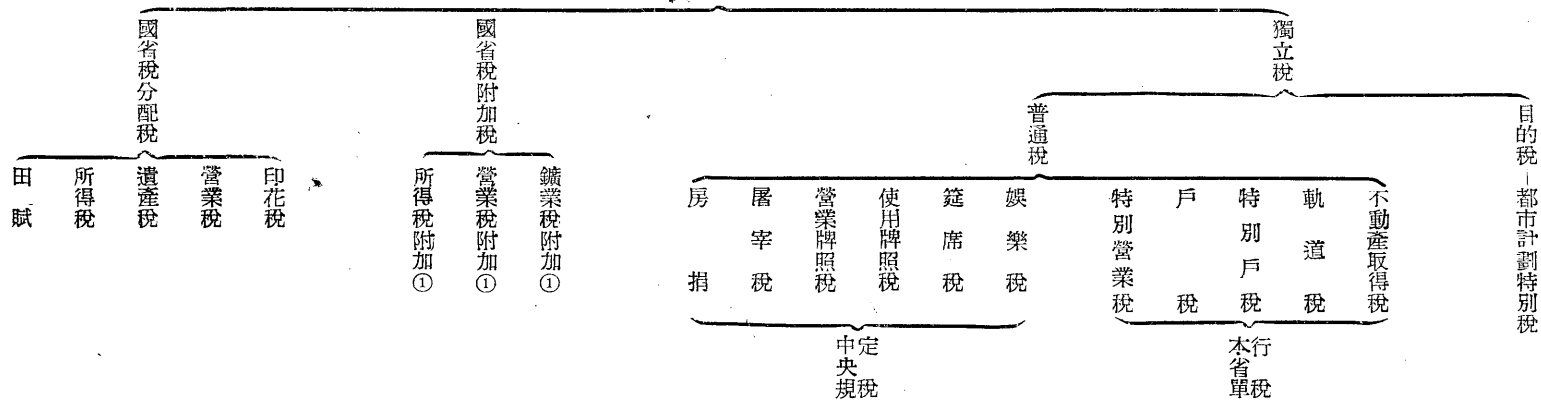 獨立稅
目的稅–都市計劃特別稅
普通稅
不動產取得稅
軌道稅
特別戶稅
戶稅
特別營業稅
本省單
行稅
娛樂稅
筵席稅
使用牌照稅
營業牌照稅
屠宰稅
房捐
中央規
定稅
國省稅附加稅
鑛業稅附加①
營業稅附加①
所得稅附加①
國省稅分配稅
印花稅
營業稅
遺產稅
所得稅
田賦